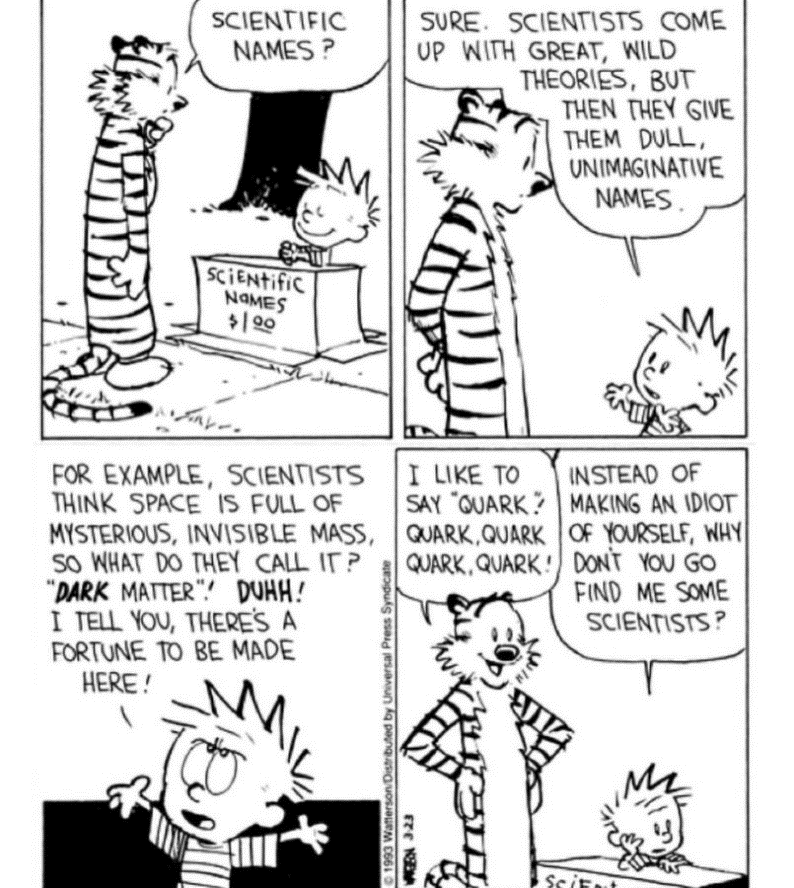 SCIENTIFIC
NAMES?
SCIENTIFIC
NAMES
$1.00
SURE. SCIENTISTS COME
UP WITH GREAT, WILD
THEORIES, BUT
THEN THEY GIVE
THEM DULL,
UNIMAGINATIVE
NAMES.
FOR EXAMPLE, SCIENTISTS
THINK SPACE IS FULL OF
MYSTERIOUS, INVISIBLE MASS,
SO WHAT DO THEY CALL IT?
"DARK MATTER"! DUHH!
I TELL YOU, THERE'S A
FORTUNE TO BE MADE
HERE!
© 1993 Watterson/Distributed by Universal Press Syndicate
I LIKE TO
SAY "QUARK"!
QUARK, QUARK
QUARK, QUARK!
INSTEAD OF
MAKING AN IDIOT
OF YOURSELF, WHY
DON'T YOU GO
FIND ME SOME
SCIENTISTS?
3-23